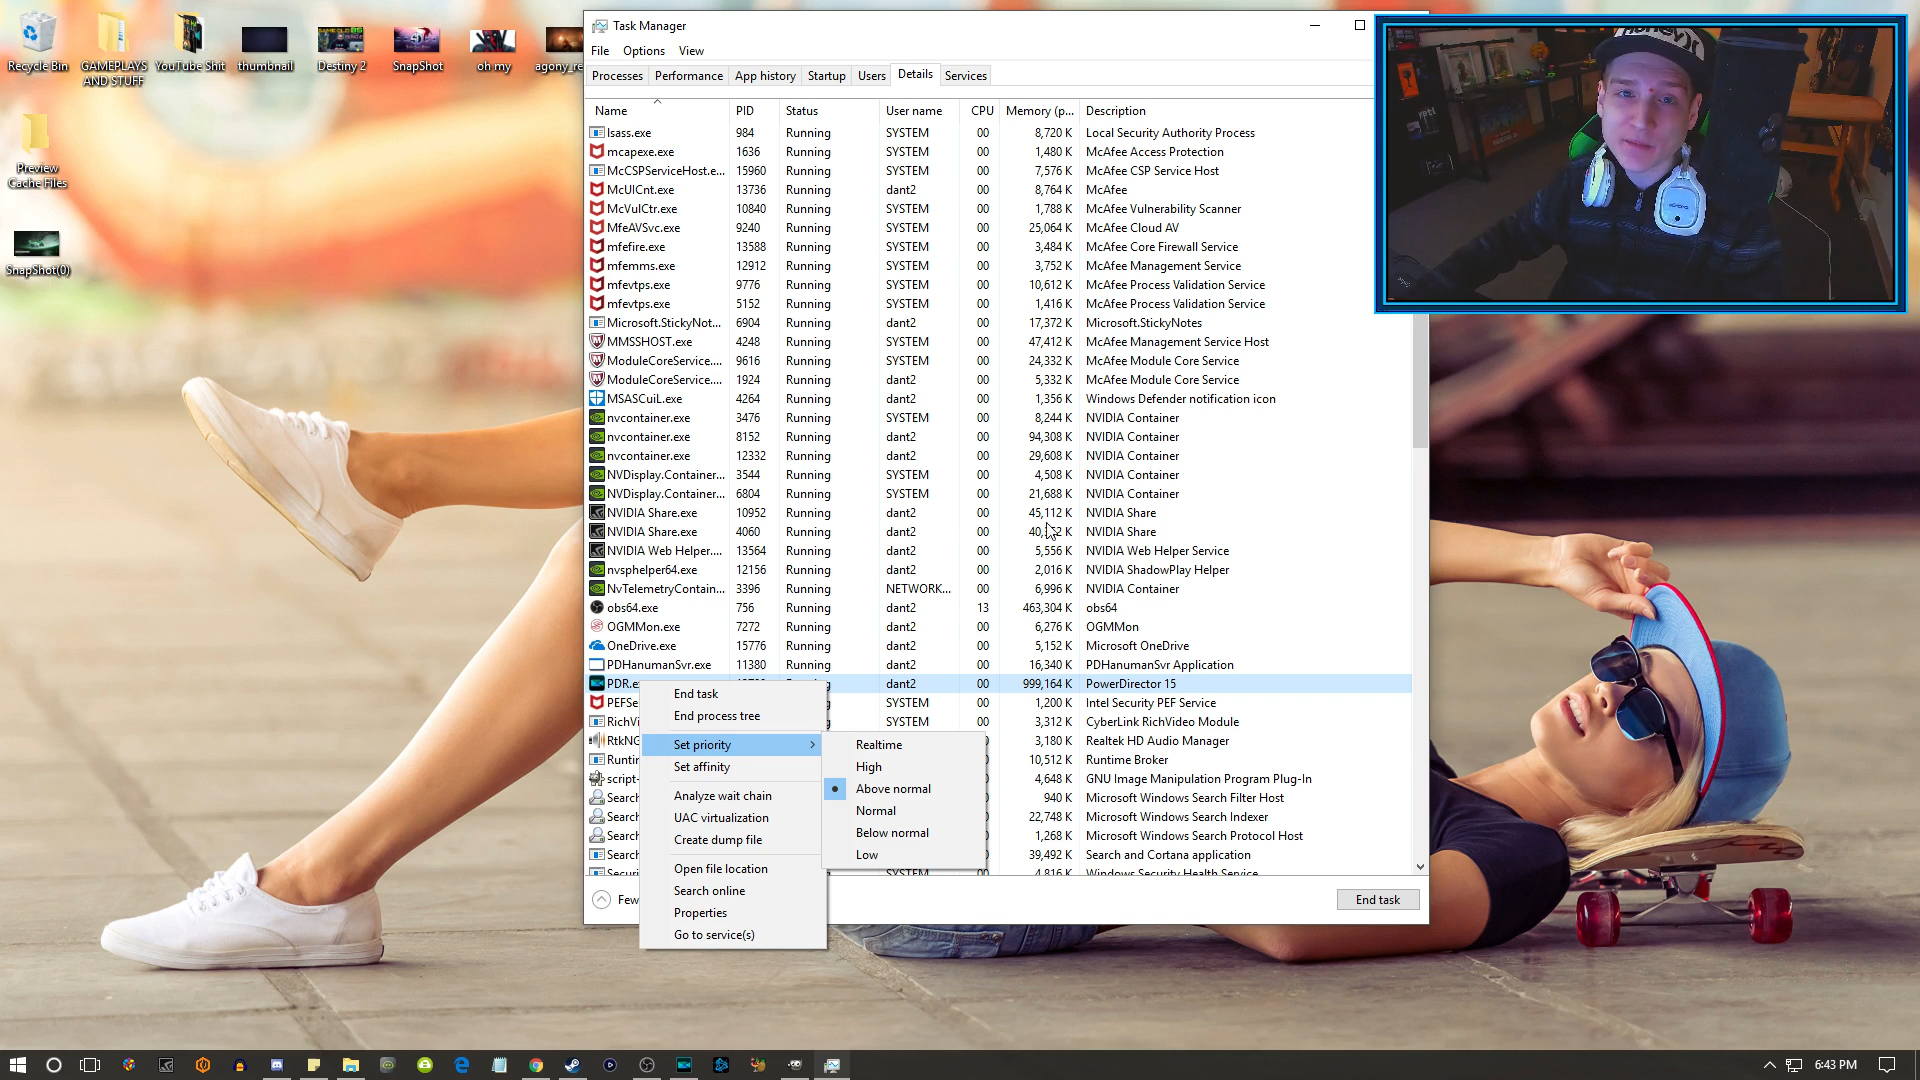 Recycle Bin
GAMEPLAYS AND STUFF
YouTube Shit
thumbnail
Destiny 2
SnapShot
oh my
agony_re
Preview Cache Files
SnapShot(0)
Task Manager
File Options View
Processes Performance App history Startup Users Details Services
Name PID Status User name CPU Memory (p... Description
lsass.exe 984 Running SYSTEM 00 8,720 K Local Security Authority Process
mcapexe.exe 1636 Running SYSTEM 00 1,480 K McAfee Access Protection
McCSPServiceHost.e... 15960 Running SYSTEM 00 7,576 K McAfee CSP Service Host
McUICnt.exe 13736 Running dant2 00 8,764 K McAfee
McVulCtr.exe 10840 Running SYSTEM 00 1,788 K McAfee Vulnerability Scanner
MfeAVSvc.exe 9240 Running SYSTEM 00 25,064 K McAfee Cloud AV
mfefire.exe 13588 Running SYSTEM 00 3,484 K McAfee Core Firewall Service
mfemms.exe 12912 Running SYSTEM 00 3,752 K McAfee Management Service
mfevtps.exe 9776 Running SYSTEM 00 10,612 K McAfee Process Validation Service
mfevtps.exe 5152 Running SYSTEM 00 1,416 K McAfee Process Validation Service
Microsoft.StickyNot... 6904 Running dant2 00 17,372 K Microsoft.StickyNotes
MMSSHOST.exe 4248 Running SYSTEM 00 47,412 K McAfee Management Service Host
ModuleCoreService.... 9616 Running SYSTEM 00 24,332 K McAfee Module Core Service
ModuleCoreService.... 1924 Running dant2 00 5,332 K McAfee Module Core Service
MSASCuiL.exe 4264 Running dant2 00 1,356 K Windows Defender notification icon
nvcontainer.exe 3476 Running SYSTEM 00 8,244 K NVIDIA Container
nvcontainer.exe 8152 Running dant2 00 94,308 K NVIDIA Container
nvcontainer.exe 12332 Running dant2 00 29,608 K NVIDIA Container
NVDisplay.Container... 3544 Running SYSTEM 00 4,508 K NVIDIA Container
NVDisplay.Container... 6804 Running SYSTEM 00 21,688 K NVIDIA Container
NVIDIA Share.exe 10952 Running dant2 00 45,112 K NVIDIA Share
NVIDIA Share.exe 4060 Running dant2 00 NVIDIA Share
NVIDIA Web Helper.... 13564 Running dant2 00 5,556 K NVIDIA Web Helper Service
nvsphelper64.exe 12156 Running dant2 00 2,016 K NVIDIA ShadowPlay Helper
NvTelemetryContain... 3396 Running NETWORK... 00 6,996 K NVIDIA Container
obs64.exe 756 Running dant2 13 463,304 K obs64
OGMMon.exe 7272 Running dant2 00 6,276 K OGMMon
OneDrive.exe 15776 Running dant2 00 5,152 K Microsoft OneDrive
PDHanumanSvr.exe 11380 Running dant2 00 16,340 K PDHanumanSvr Application
PDR.e dant2 00 999,164 K PowerDirector 15
PEFSe SYSTEM 00 1,200 K Intel Security PEF Service
RichVi SYSTEM 00 3,312 K CyberLink RichVideo Module
RtkNG 3,180 K Realtek HD Audio Manager
Runtir 10,512 K Runtime Broker
script- 4,648 K GNU Image Manipulation Program Plug-In
Search 940 K Microsoft Windows Search Filter Host
Search 22,748 K Microsoft Windows Search Indexer
Search 1,268 K Microsoft Windows Search Protocol Host
Search 39,492 K Search and Cortana application
Securi 4,816 K Windows Security Health Service
End task
End process tree
Set priority
Set affinity
Analyze wait chain
UAC virtualization
Create dump file
Open file location
Search online
Properties
Go to service(s)
Realtime
High
Above normal
Normal
Below normal
Low
Few
End task
6:43 PM